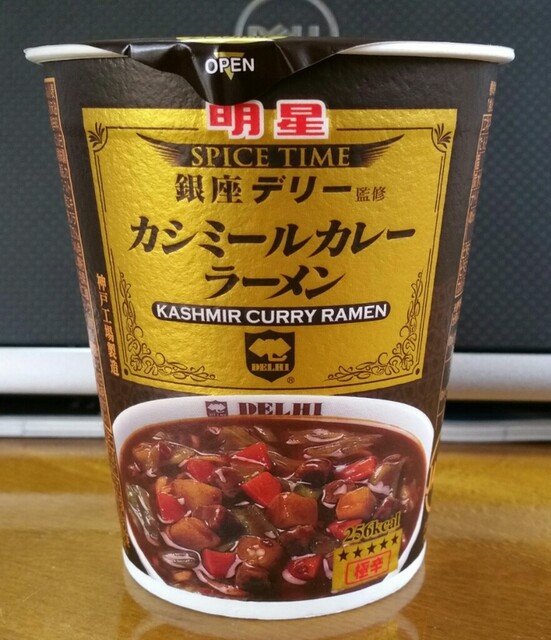 DELL
OPEN
明星
SPICE TIME
銀座デリー監修
カシミールカレー
ラーメン
KASHMIR CURRY RAMEN
DELHI
®
神戸工場製造
DELHI
256kcal
★★★★★
極辛